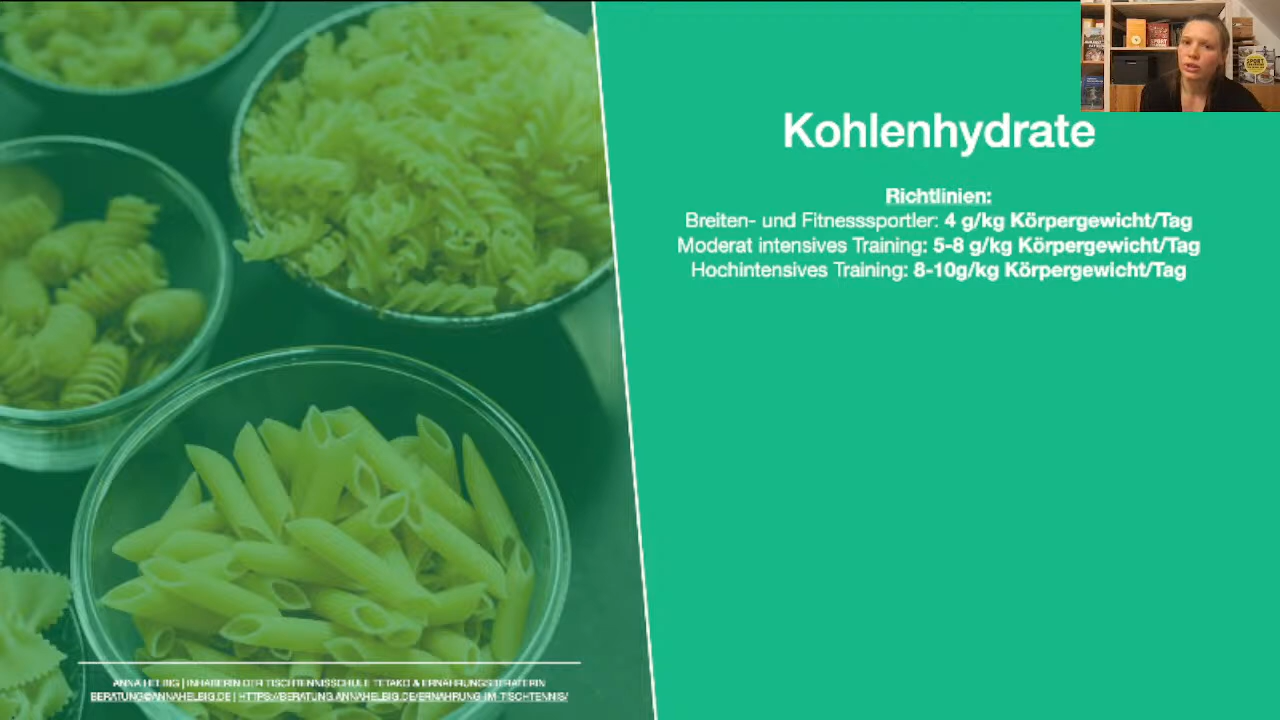 Kohlenhydrate
Richtlinien:
Breiten- und Fitnesssportler: 4 g/kg Körpergewicht/Tag
Moderat intensives Training: 5-8 g/kg Körpergewicht/Tag
Hochintensives Training: 8-10g/kg Körpergewicht/Tag
ANNA HELBIG | INHABERIN DER TISCHTENNISSCHULE TETAKO & ERNÄHRUNGSBERATERIN
BERATUNG@ANNAHELBIG.DE | HTTPS://BERATUNG.ANNAHELBIG.DE/ERNAHRUNG-IM-TISCHTENNIS/
SPORT